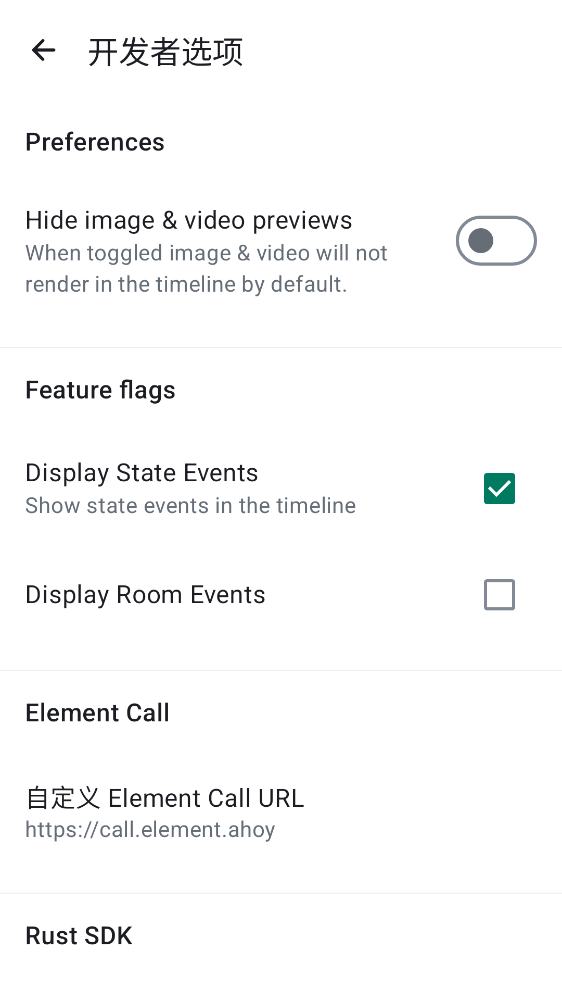 开发者选项
Preferences
Hide image & video previews
When toggled image & video will not
render in the timeline by default.
Feature flags
Display State Events
Show state events in the timeline
Display Room Events
Element Call
自定义 Element Call URL
https://call.element.ahoy
Rust SDK